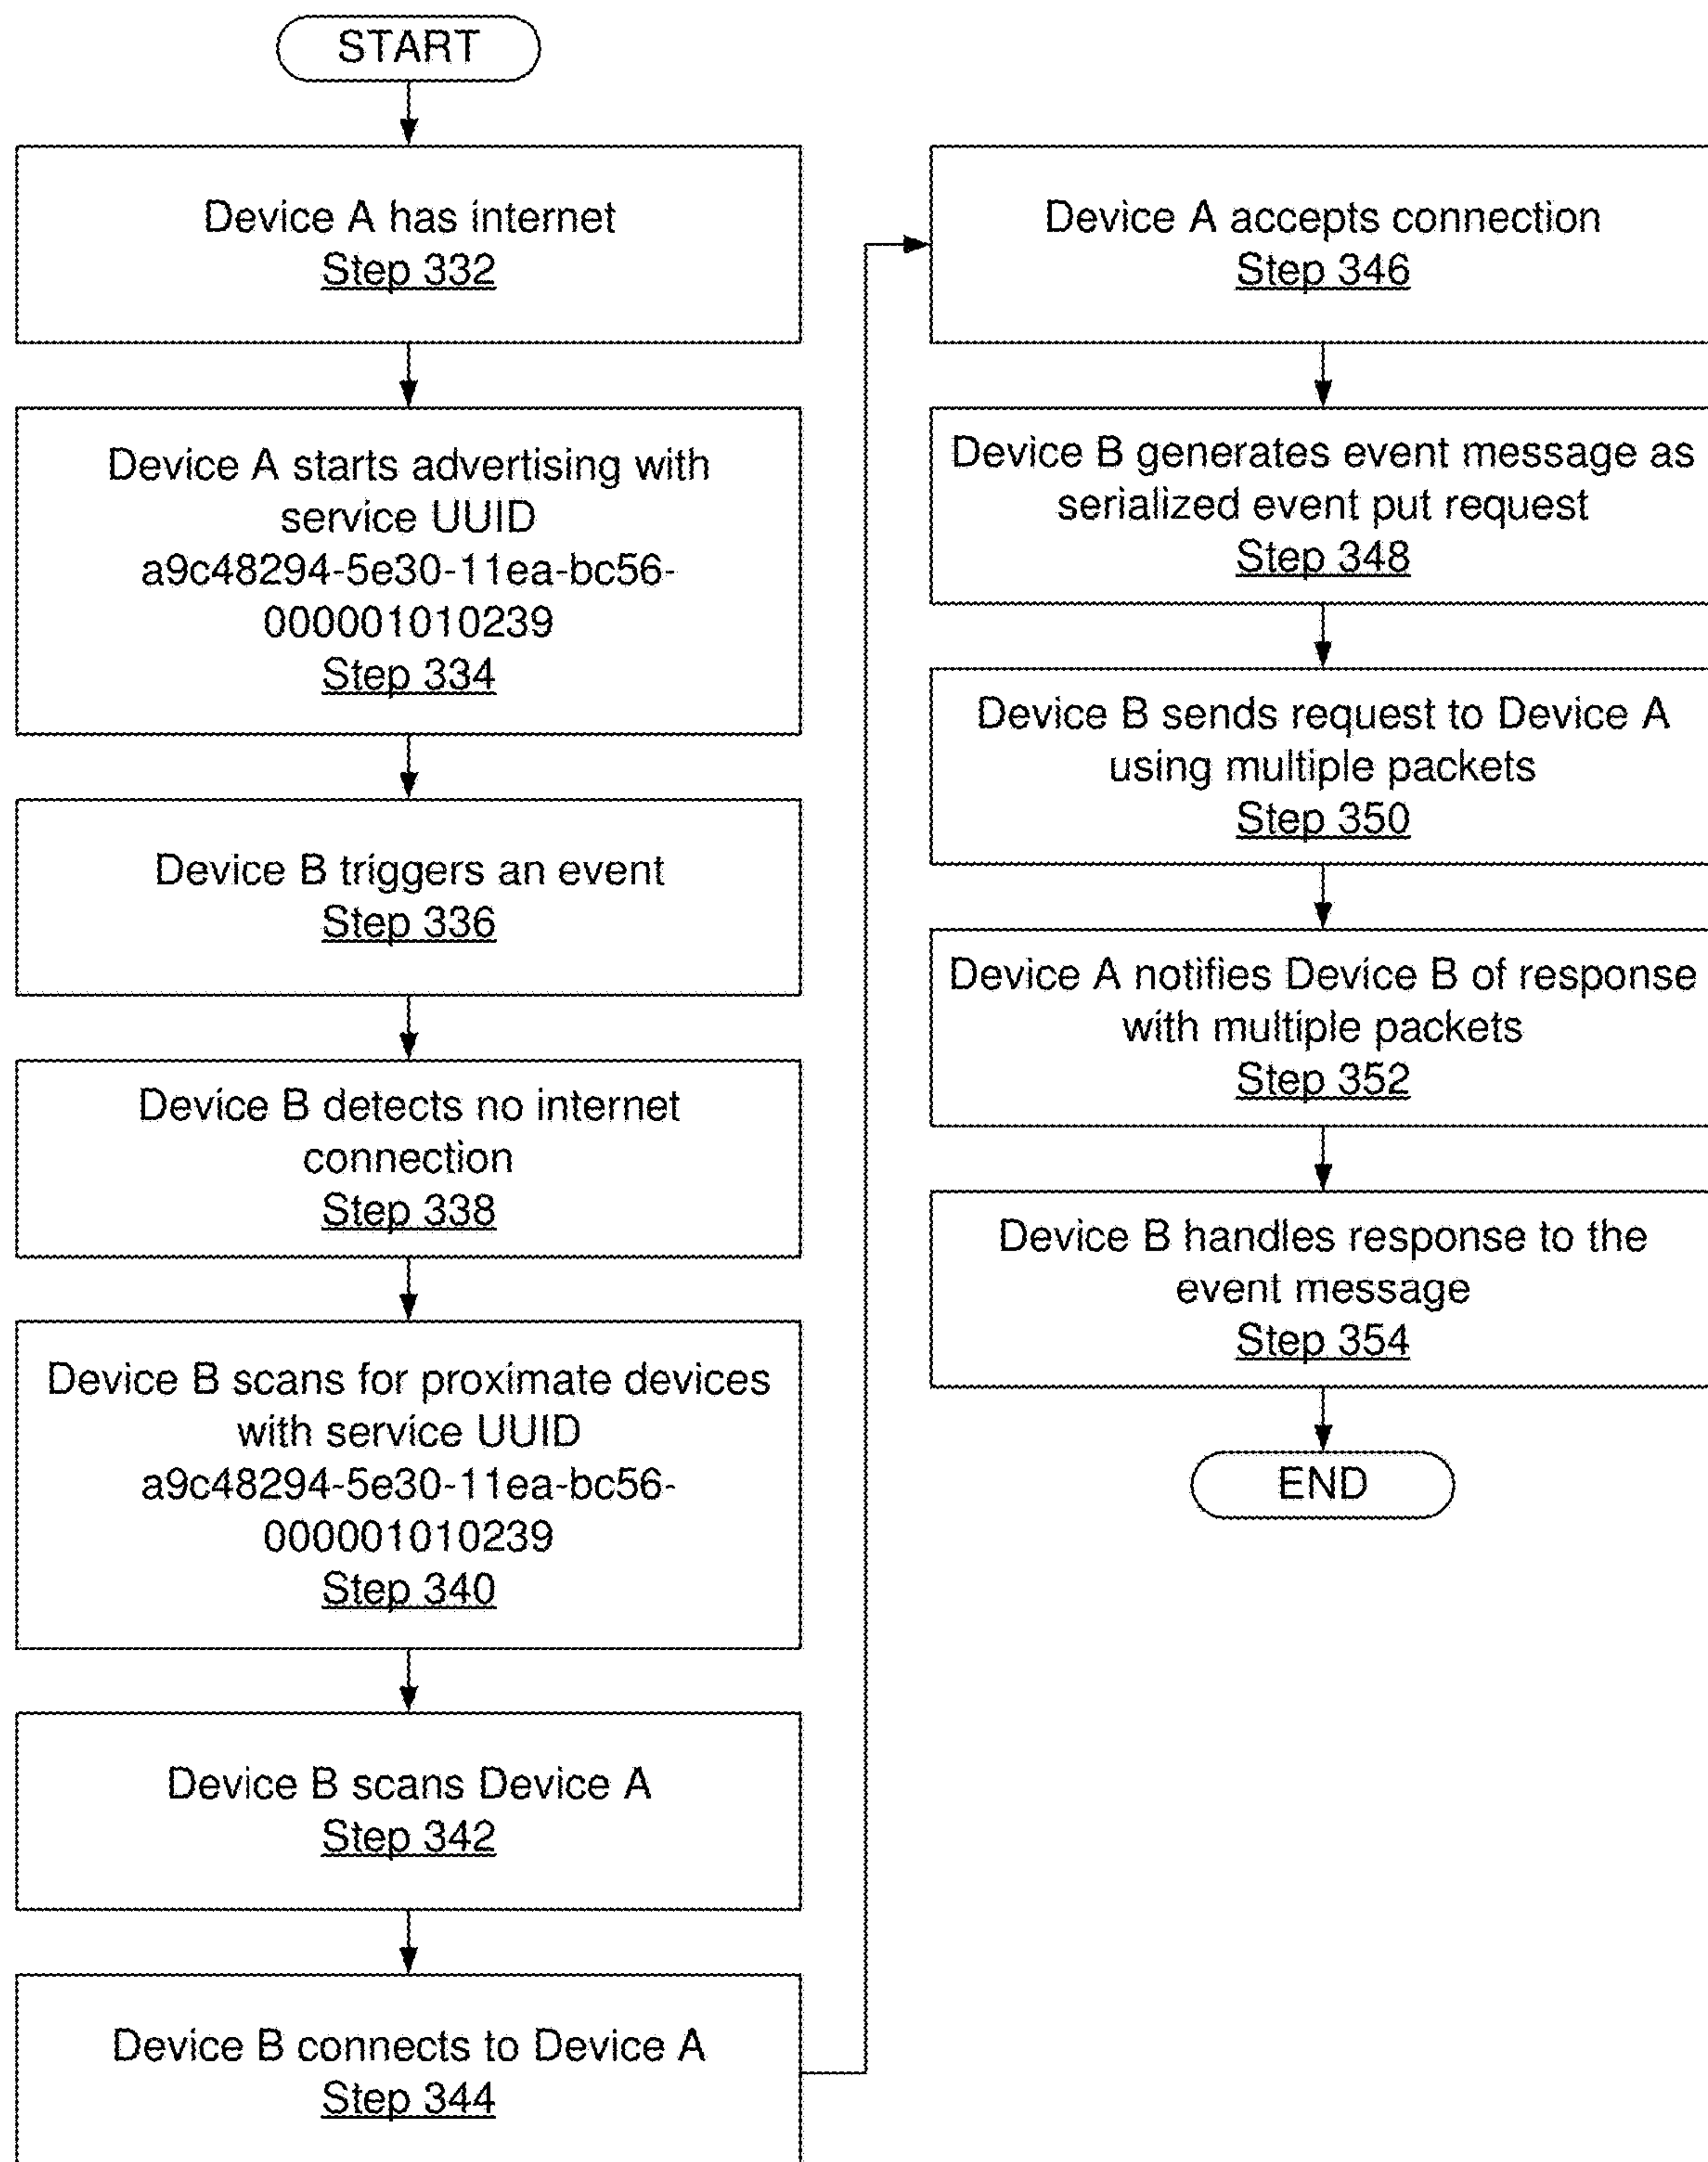 START
Device A has internet
Step 332
Device A starts advertising with
service UUID
a9c48294-5e30-11ea-bc56-
000001010239
Step 334
Device B triggers an event
Step 336
Device B detects no internet
connection
Step 338
Device B scans for proximate devices
with service UUID
a9c48294-5e30-11ea-bc56-
000001010239
Step 340
Device B scans Device A
Step 342
Device B connects to Device A
Step 344
Device A accepts connection
Step 346
Device B generates event message as
serialized event put request
Step 348
Device B sends request to Device A
using multiple packets
Step 350
Device A notifies Device B of response
with multiple packets
Step 352
Device B handles response to the
event message
Step 354
END